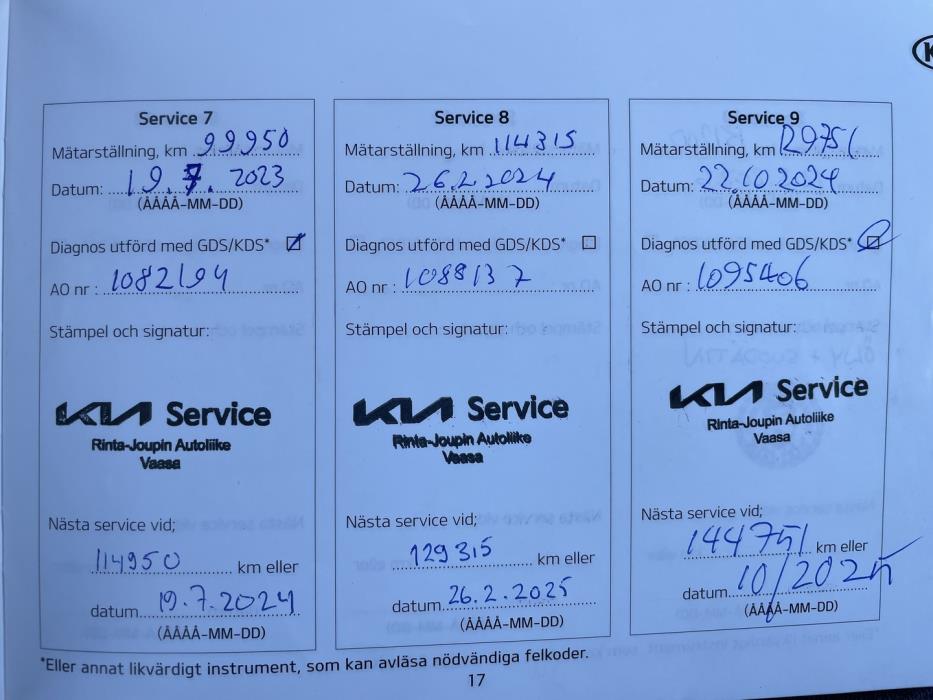 K
Service 7
Mätarställning, km 99950
Datum: 19.7.2023
(ÅÅÅÅ-MM-DD)
Diagnos utförd med GDS/KDS*
AO nr : 1082194
Stämpel och signatur:
KIA Service
Rinta-Joupin Autoliike
Vaasa
Nästa service vid;
114950 km eller
datum 19.7.2024
(ÅÅÅÅ-MM-DD)
Service 8
Mätarställning, km 114315
Datum: 26.2.2024
(ÅÅÅÅ-MM-DD)
Diagnos utförd med GDS/KDS*
AO nr : 1088137
Stämpel och signatur:
KIA Service
Rinta-Joupin Autoliike
Vaasa
Nästa service vid;
129315 km eller
datum 26.2.2025
(ÅÅÅÅ-MM-DD)
Service 9
Mätarställning, km 129751
Datum: 22.10.2024
(ÅÅÅÅ-MM-DD)
Diagnos utförd med GDS/KDS*
AO nr : 1095406
Stämpel och signatur:
KIA Service
Rinta-Joupin Autoliike
Vaasa
Nästa service vid;
144751 km eller
datum 10/2025
(ÅÅÅÅ-MM-DD)
*Eller annat likvärdigt instrument, som kan avläsa nödvändiga felkoder.
17